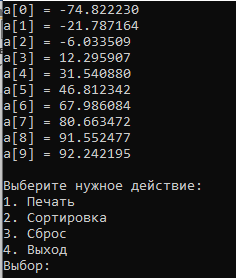 a[0] = -74.822230
a[1] = -21.787164
a[2] = -6.033509
a[3] = 12.295907
a[4] = 31.540880
a[5] = 46.812342
a[6] = 67.986084
a[7] = 80.663472
a[8] = 91.552477
a[9] = 92.242195
Выберите нужное действие:
1. Печать
2. Сортировка
3. Сброс
4. Выход
Выбор: